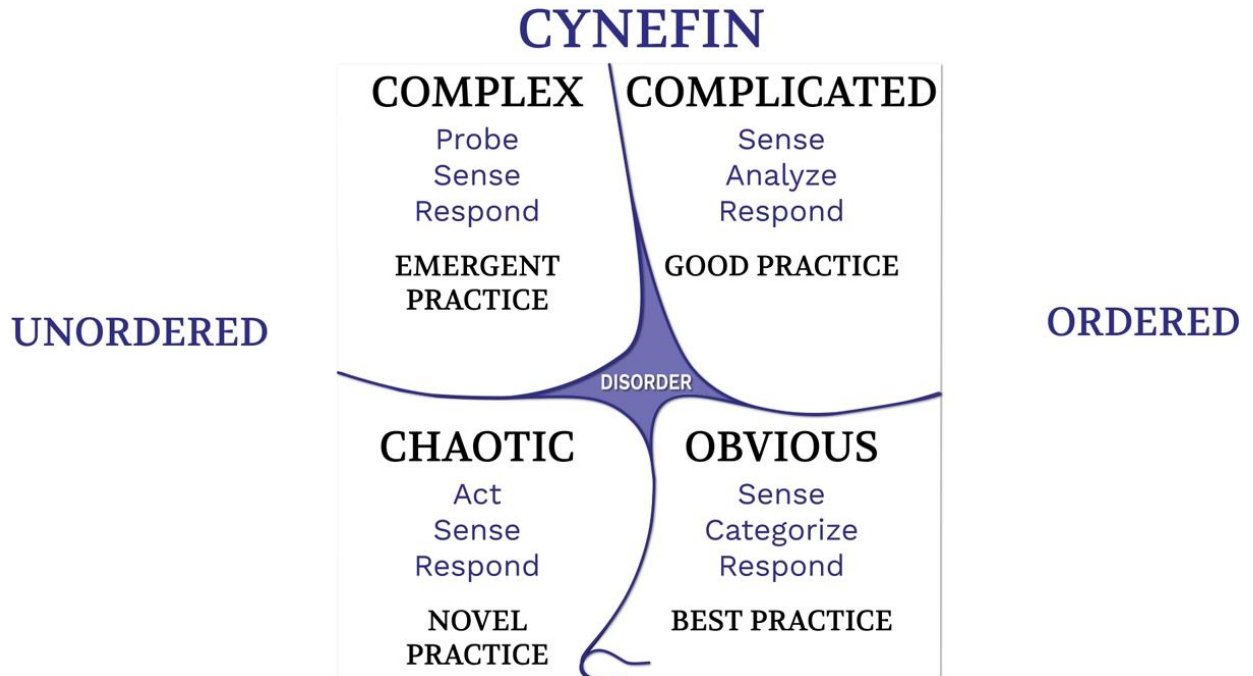 CYNEFIN
COMPLEX
Probe
Sense
Respond
EMERGENT
PRACTICE
COMPLICATED
Sense
Analyze
Respond
GOOD PRACTICE
UNORDERED
ORDERED
DISORDER
CHAOTIC
Act
Sense
Respond
NOVEL
PRACTICE
OBVIOUS
Sense
Categorize
Respond
BEST PRACTICE